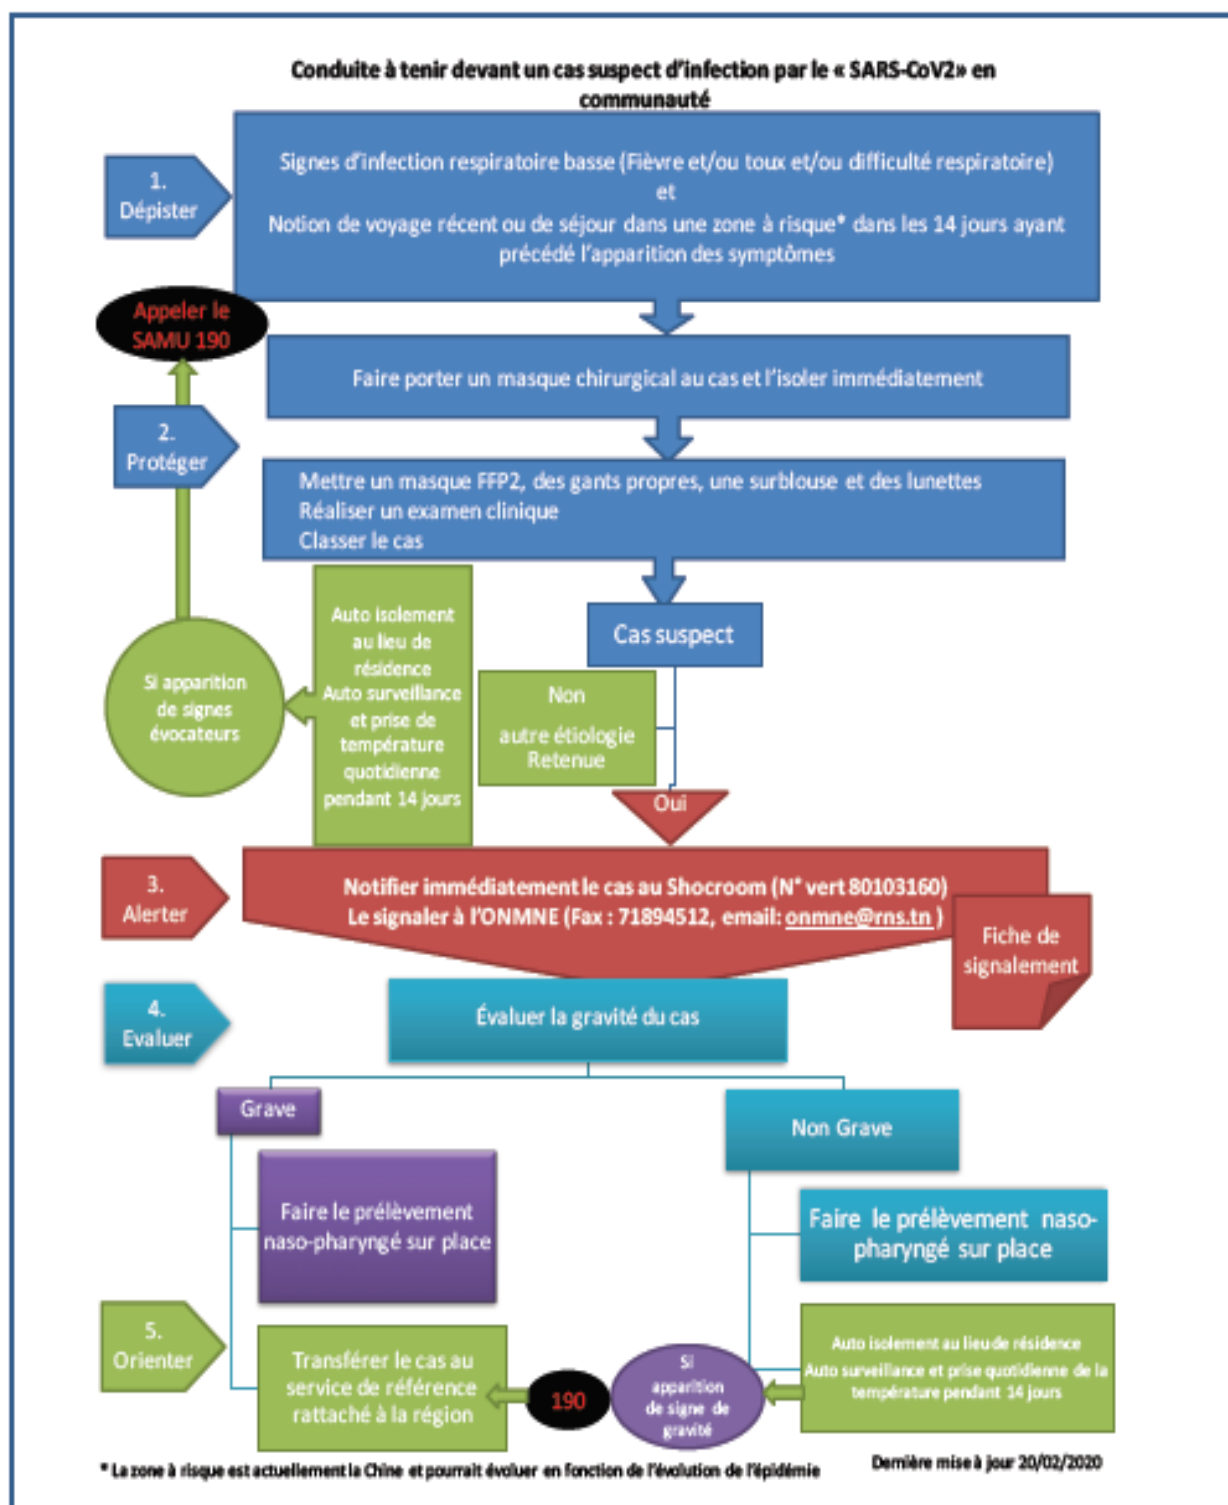 Conduite à tenir devant un cas suspect d'infection par le « SARS-CoV2» en
communauté
1.
Dépister
Signes d'infection respiratoire basse (Fièvre et/ou toux et/ou difficulté respiratoire)
et
Notion de voyage récent ou de séjour dans une zone à risque* dans les 14 jours ayant
précédé l'apparition des symptômes
Appeler le
SAMU 190
Faire porter un masque chirurgical au cas et l'isoler immédiatement
2.
Protéger
Mettre un masque FFP2, des gants propres, une surblouse et des lunettes
Réaliser un examen clinique
Classer le cas
Cas suspect
Auto isolement
au lieu de
résidence
Auto surveillance
et prise de
température
quotidienne
pendant 14 jours
Si apparition
de signes
évocateurs
Non
autre étiologie
Retenue
Oui
3.
Alerter
Notifier immédiatement le cas au Shocroom (N° vert 80103160)
Le signaler à l'ONMNE (Fax : 71894512, email: onmne@rns.tn )
Fiche de
signalement
4.
Evaluer
Évaluer la gravité du cas
Grave
Non Grave
Faire le prélèvement
naso-pharyngé sur place
Faire le prélèvement naso-
pharyngé sur place
5.
Orienter
Transférer le cas au
service de référence
rattaché à la région
190
Si
apparition
de signe de
gravité
Auto isolement au lieu de résidence
Auto surveillance et prise quotidienne de la
température pendant 14 jours
* La zone à risque est actuellement la Chine et pourrait évoluer en fonction de l'évolution de l'épidémie
Dernière mise à jour 20/02/2020